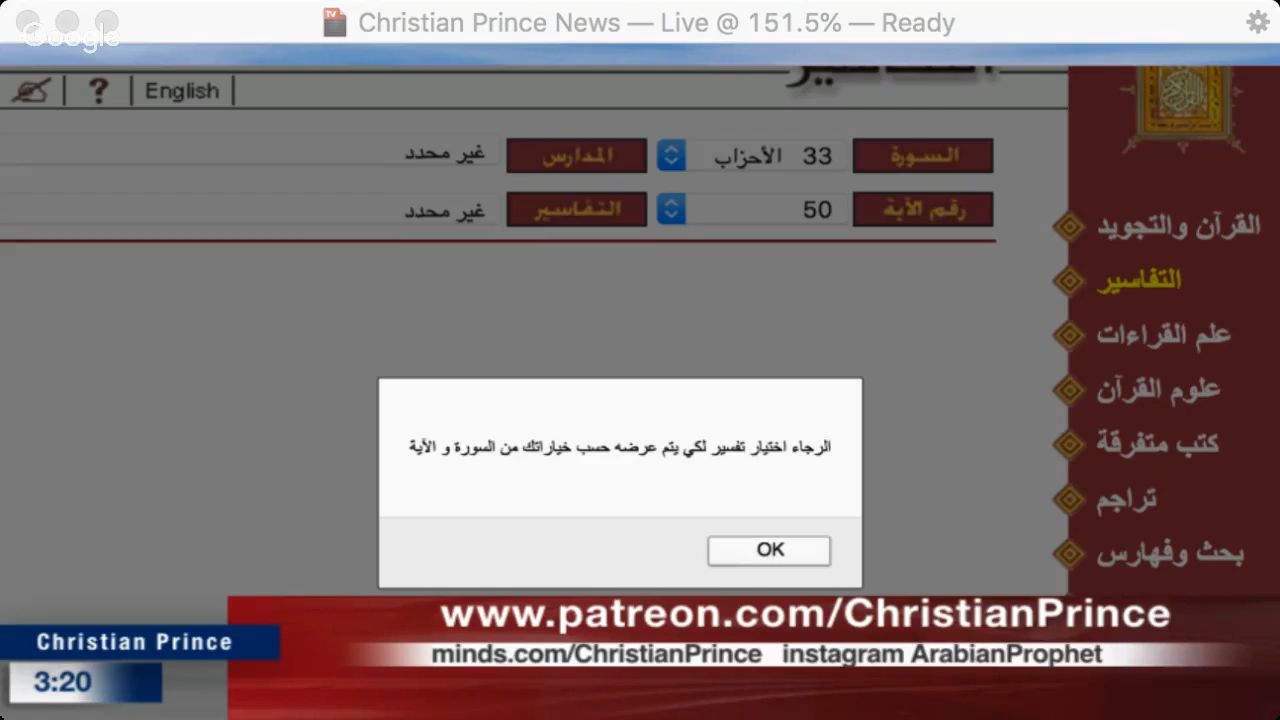 TV
Christian Prince News — Live @ 151.5% — Ready
Google
التفاسير
? | English |
السورة 33 الأحزاب المدارس غير محدد
رقم الآية 50 التفاسير غير محدد
القرآن والتجويد
التفاسير
علم القراءات
علوم القرآن
كتب متفرقة
تراجم
بحث وفهارس
الرجاء اختيار تفسير لكي يتم عرضه حسب خياراتك من السورة و الآية
OK
www.patreon.com/ChristianPrince
Christian Prince
minds.com/ChristianPrince instagram ArabianProphet
3:20